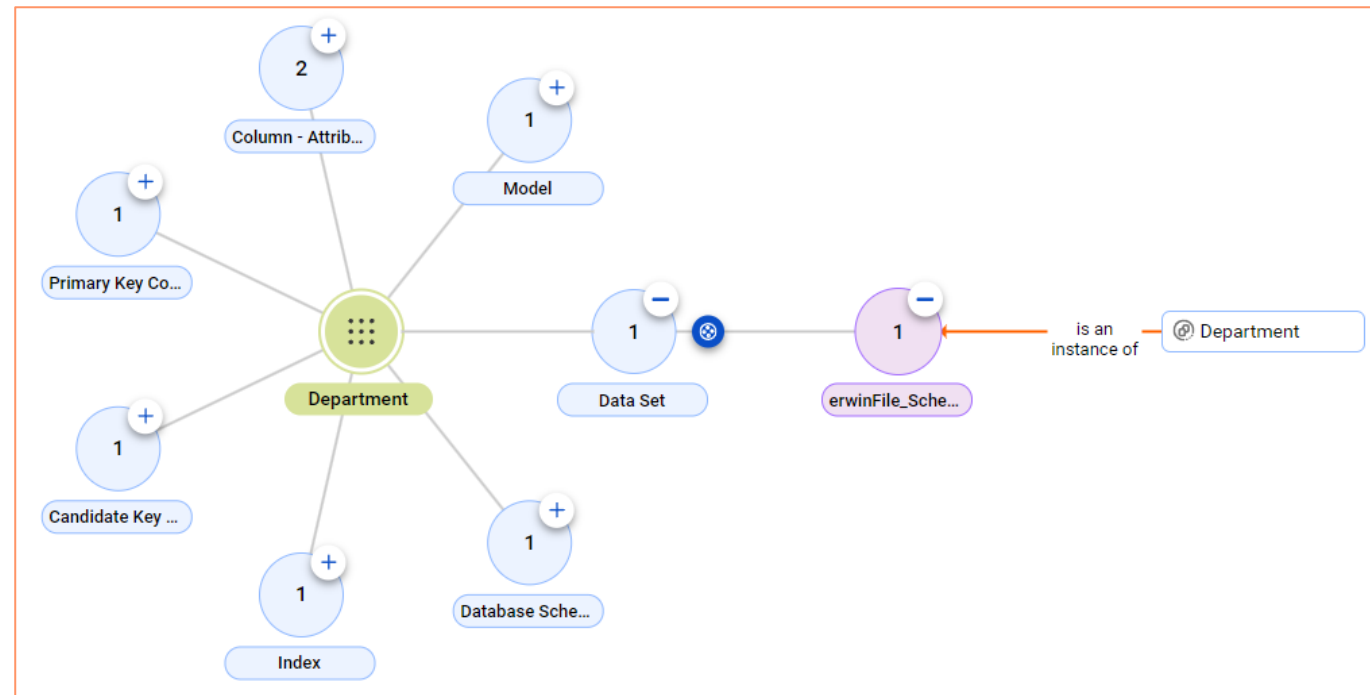 2
Column - Attrib...
1
Model
1
Primary Key Co...
Department
1
Data Set
1
erwinFile_Sche...
is an
instance of
Department
1
Candidate Key ...
1
Index
1
Database Sche...